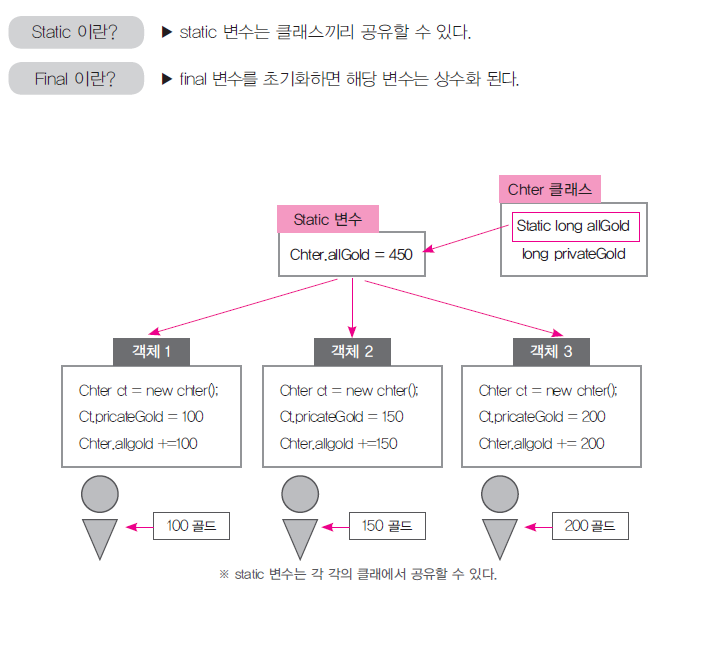 Static 이란?
▶ static 변수는 클래스끼리 공유할 수 있다.
Final 이란?
▶ final 변수를 초기화하면 해당 변수는 상수화 된다.
Chter 클래스
Static long allGold
long privateGold
Static 변수
Chter.allGold = 450
객체 1
Chter ct = new chter();
Ct.pricateGold = 100
Chter.allgold +=100
100 골드
객체 2
Chter ct = new chter();
Ct.pricateGold = 150
Chter.allgold +=150
150 골드
객체 3
Chter ct = new chter();
Ct.pricateGold = 200
Chter.allgold += 200
200 골드
※ static 변수는 각 각의 클래에서 공유할 수 있다.